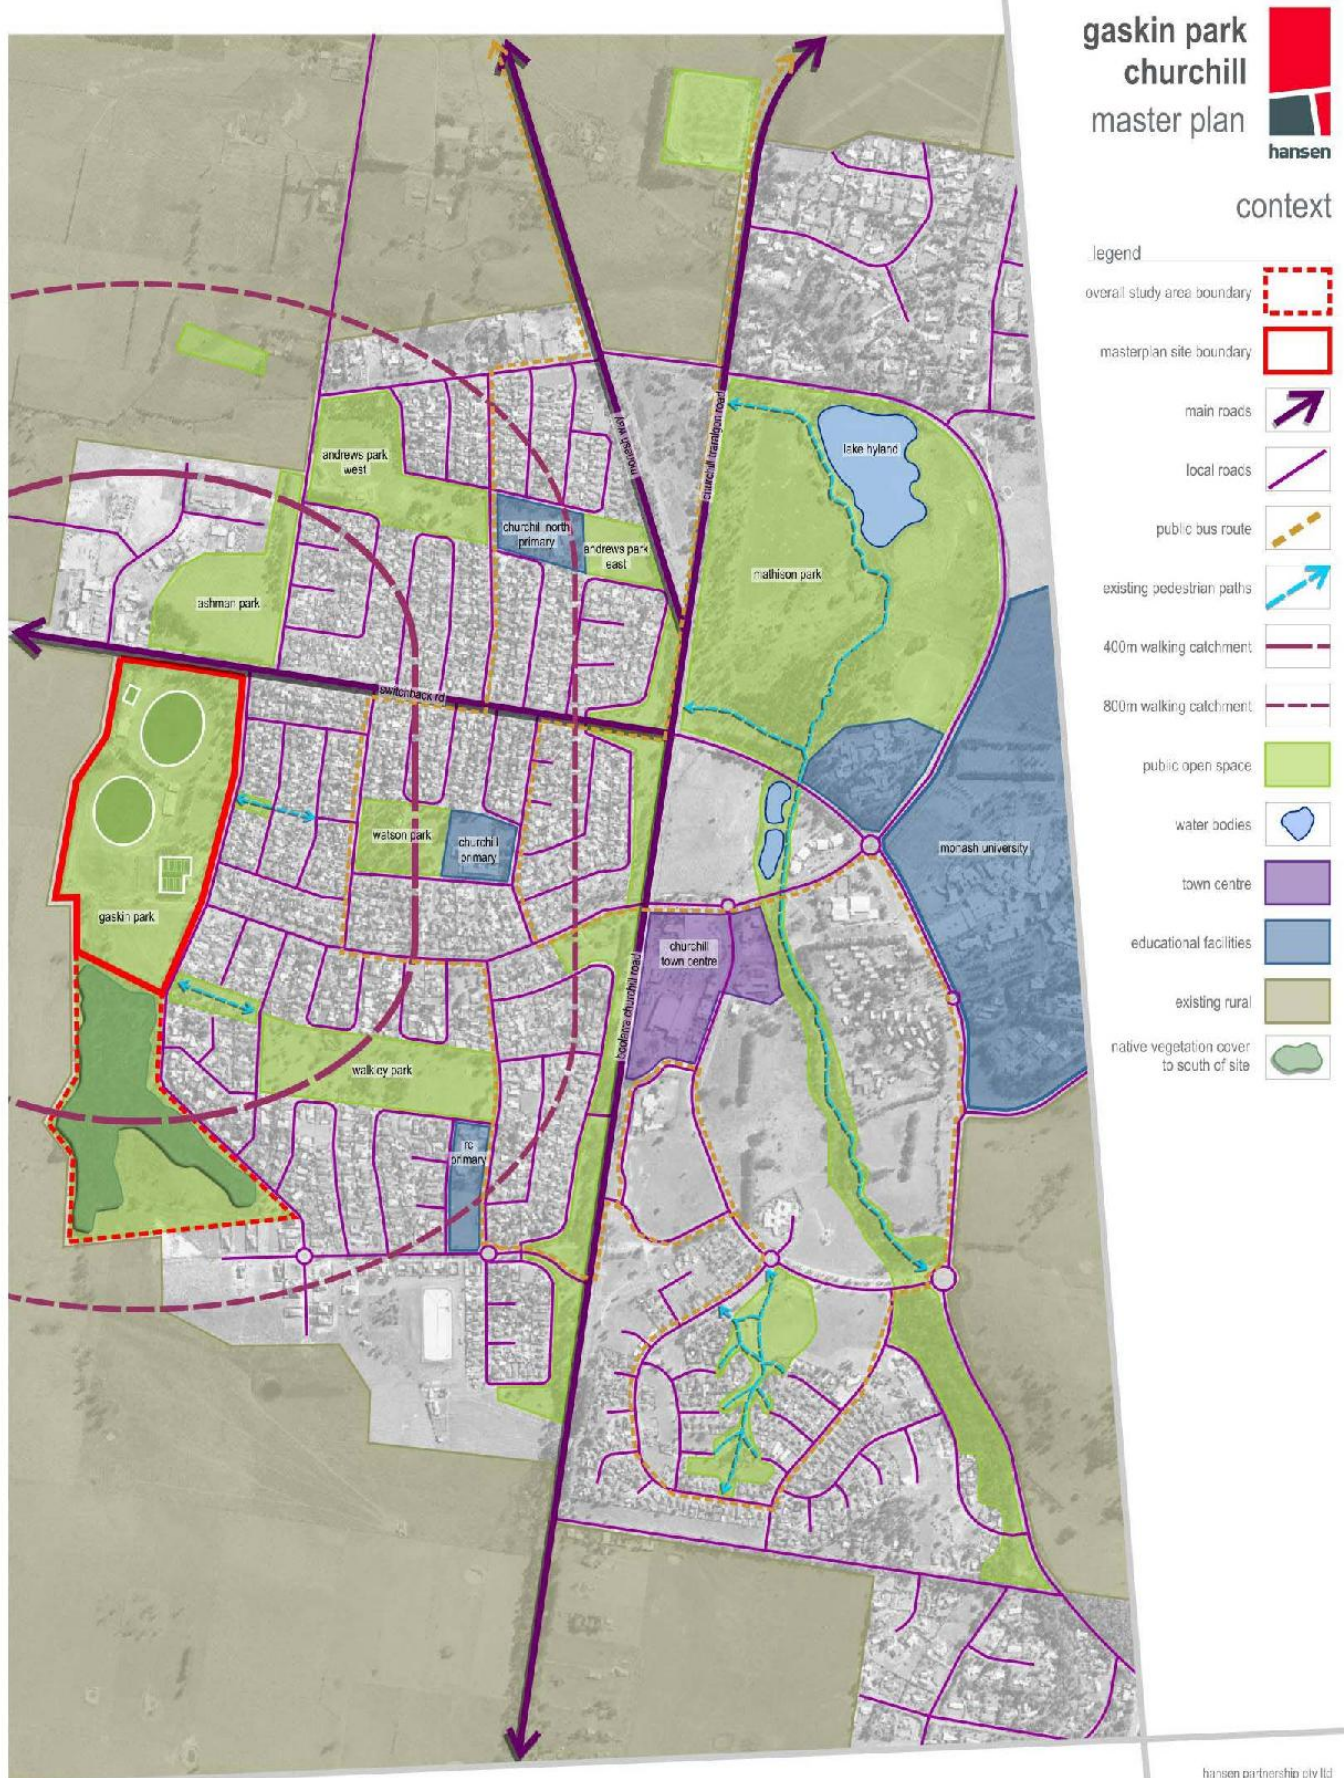 gaskin park
churchill
master plan
hansen
context
legend
overall study area boundary
masterplan site boundary
main roads
local roads
public bus route
existing pedestrian paths
400m walking catchment
800m walking catchment
public open space
water bodies
town centre
educational facilities
existing rural
native vegetation cover
to south of site
monash way
churchill traralgon road
lake hyland
andrews park
west
churchill north
primary
andrews park
east
mathison park
ashman park
switchback rd
watson park
churchill
primary
monash university
gaskin park
churchill
town centre
boolarra churchill road
walkley park
rc
primary
hansen partnership pty ltd